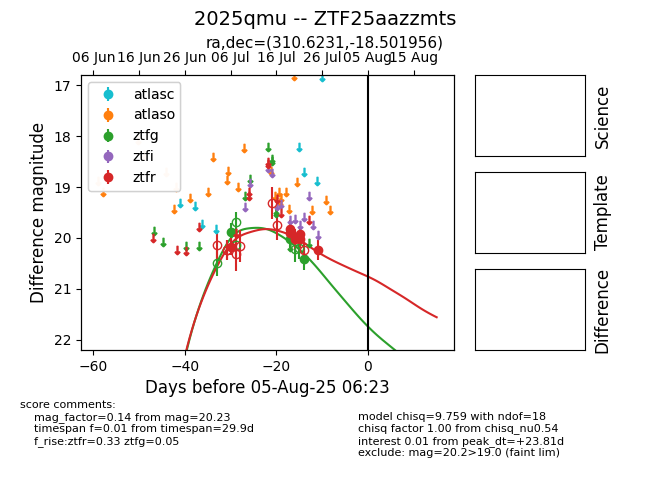 2025qmu -- ZTF25aazzmts
ra,dec=(310.6231,-18.501956)
06 Jun 16 Jun 26 Jun 06 Jul 16 Jul 26 Jul 05 Aug 15 Aug
Difference magnitude
17
18
19
20
21
22
atlasc
atlaso
ztfg
ztfi
ztfr
−60 −40 −20 0
Days before 05-Aug-25 06:23
Science
Template
Difference
score comments:
mag_factor=0.14 from mag=20.23
timespan f=0.01 from timespan=29.9d
f_rise:ztfr=0.33 ztfg=0.05
model chisq=9.759 with ndof=18
chisq factor 1.00 from chisq_nu0.54
interest 0.01 from peak_dt=+23.81d
exclude: mag=20.2>19.0 (faint lim)